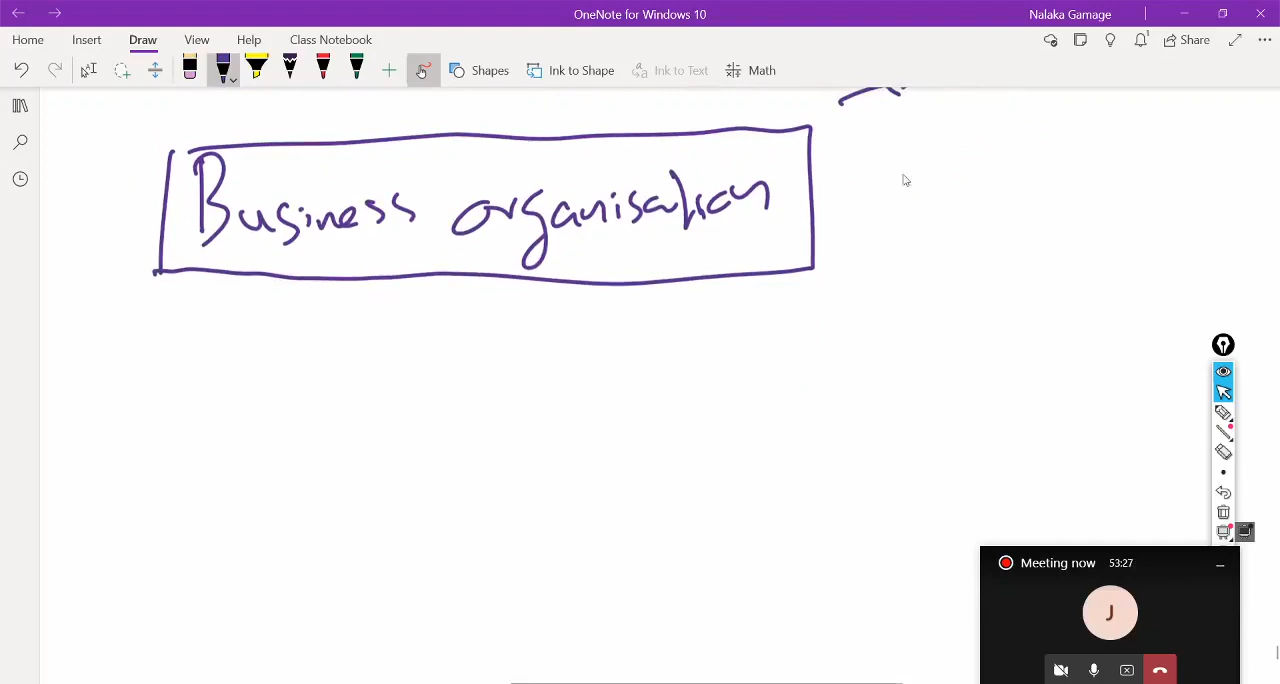 OneNote for Windows 10
Nalaka Gamage
Home Insert Draw View Help Class Notebook
Share
Shapes Ink to Shape Ink to Text Math
Business organisation
Meeting now 53:27
J